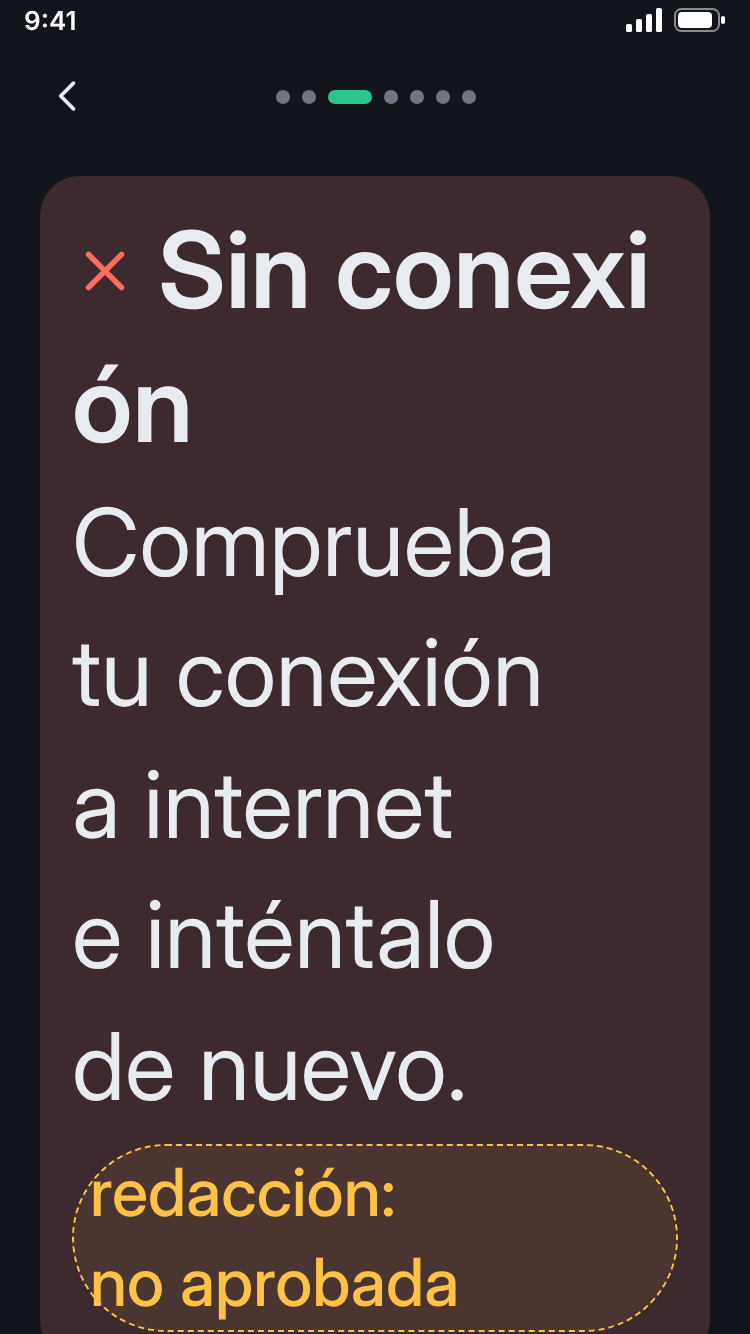 9:41
Sin conexi
ón
Comprueba
tu conexión
a internet
e inténtalo
de nuevo.
redacción:
no aprobada